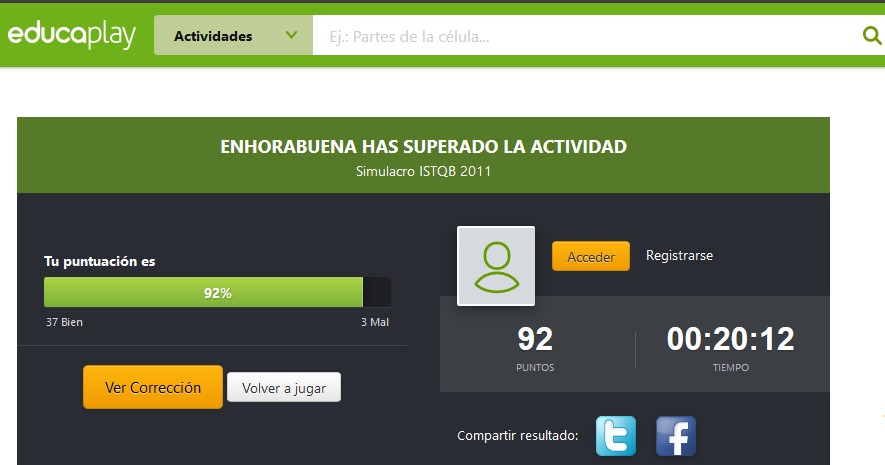 educaplay Actividades Ej.: Partes de la célula...
ENHORABUENA HAS SUPERADO LA ACTIVIDAD
Simulacro ISTQB 2011
Tu puntuación es
92%
37 Bien 3 Mal
Ver Corrección Volver a jugar
Acceder Registrarse
92 00:20:12
PUNTOS TIEMPO
Compartir resultado: